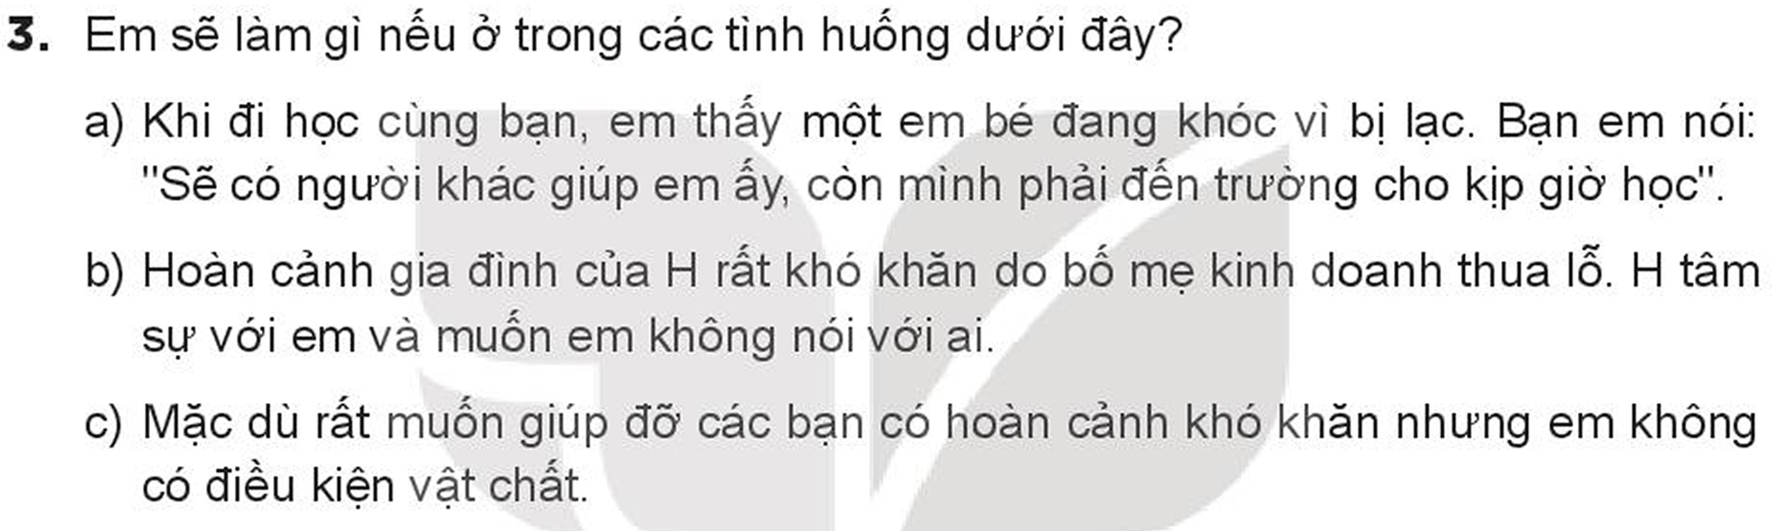 3. Em sẽ làm gì nếu ở trong các tình huống dưới đây?
a) Khi đi học cùng bạn, em thấy một em bé đang khóc vì bị lạc. Bạn em nói:
"Sẽ có người khác giúp em ấy, còn mình phải đến trường cho kịp giờ học".
b) Hoàn cảnh gia đình của H rất khó khăn do bố mẹ kinh doanh thua lỗ. H tâm
sự với em và muốn em không nói với ai.
c) Mặc dù rất muốn giúp đỡ các bạn có hoàn cảnh khó khăn nhưng em không
có điều kiện vật chất.